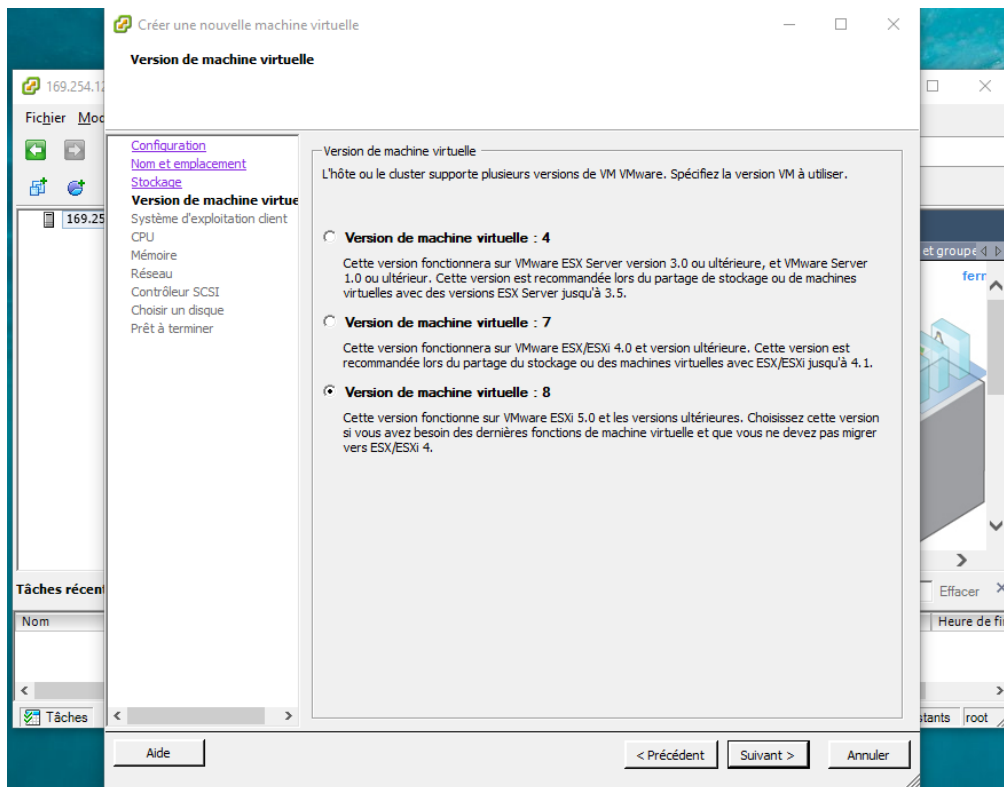 Créer une nouvelle machine virtuelle
Version de machine virtuelle
169.254.12
Fichier Mod
Configuration
Nom et emplacement
Stockage
Version de machine virtue
Système d'exploitation client
CPU
Mémoire
Réseau
Contrôleur SCSI
Choisir un disque
Prêt à terminer
Version de machine virtuelle
L'hôte ou le cluster supporte plusieurs versions de VM VMware. Spécifiez la version VM à utiliser.
Version de machine virtuelle : 4
Cette version fonctionnera sur VMware ESX Server version 3.0 ou ultérieure, et VMware Server
1.0 ou ultérieur. Cette version est recommandée lors du partage de stockage ou de machines
virtuelles avec des versions ESX Server jusqu'à 3.5.
Version de machine virtuelle : 7
Cette version fonctionnera sur VMware ESX/ESXi 4.0 et version ultérieure. Cette version est
recommandée lors du partage du stockage ou des machines virtuelles avec ESX/ESXi jusqu'à 4.1.
Version de machine virtuelle : 8
Cette version fonctionne sur VMware ESXi 5.0 et les versions ultérieures. Choisissez cette version
si vous avez besoin des dernières fonctions de machine virtuelle et que vous ne devez pas migrer
vers ESX/ESXi 4.
169.25
et groupe
ferr
Tâches récen
Effacer
Nom
Heure de fi
Tâches
stants
root
Aide
< Précédent
Suivant >
Annuler